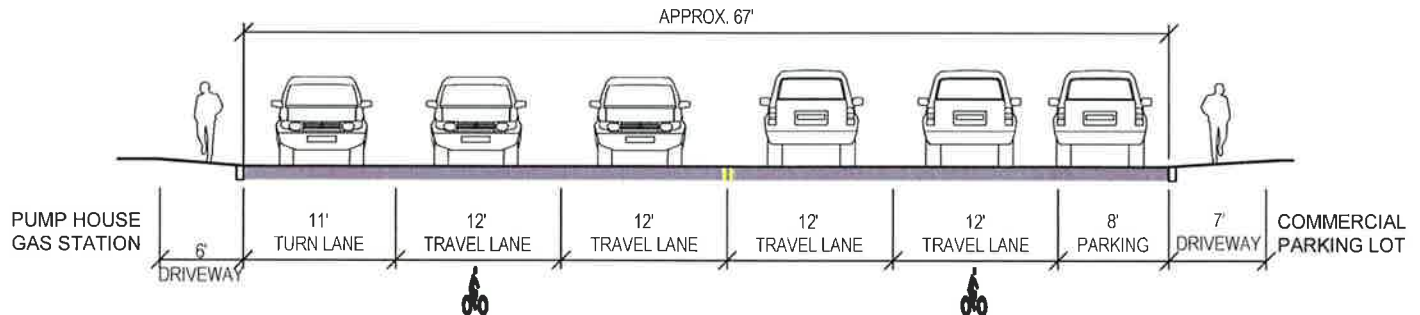 APPROX. 67'
PUMP HOUSE
GAS STATION
6'
DRIVEWAY
11'
TURN LANE
12'
TRAVEL LANE
12'
TRAVEL LANE
12'
TRAVEL LANE
12'
TRAVEL LANE
8'
PARKING
7'
DRIVEWAY
COMMERCIAL
PARKING LOT